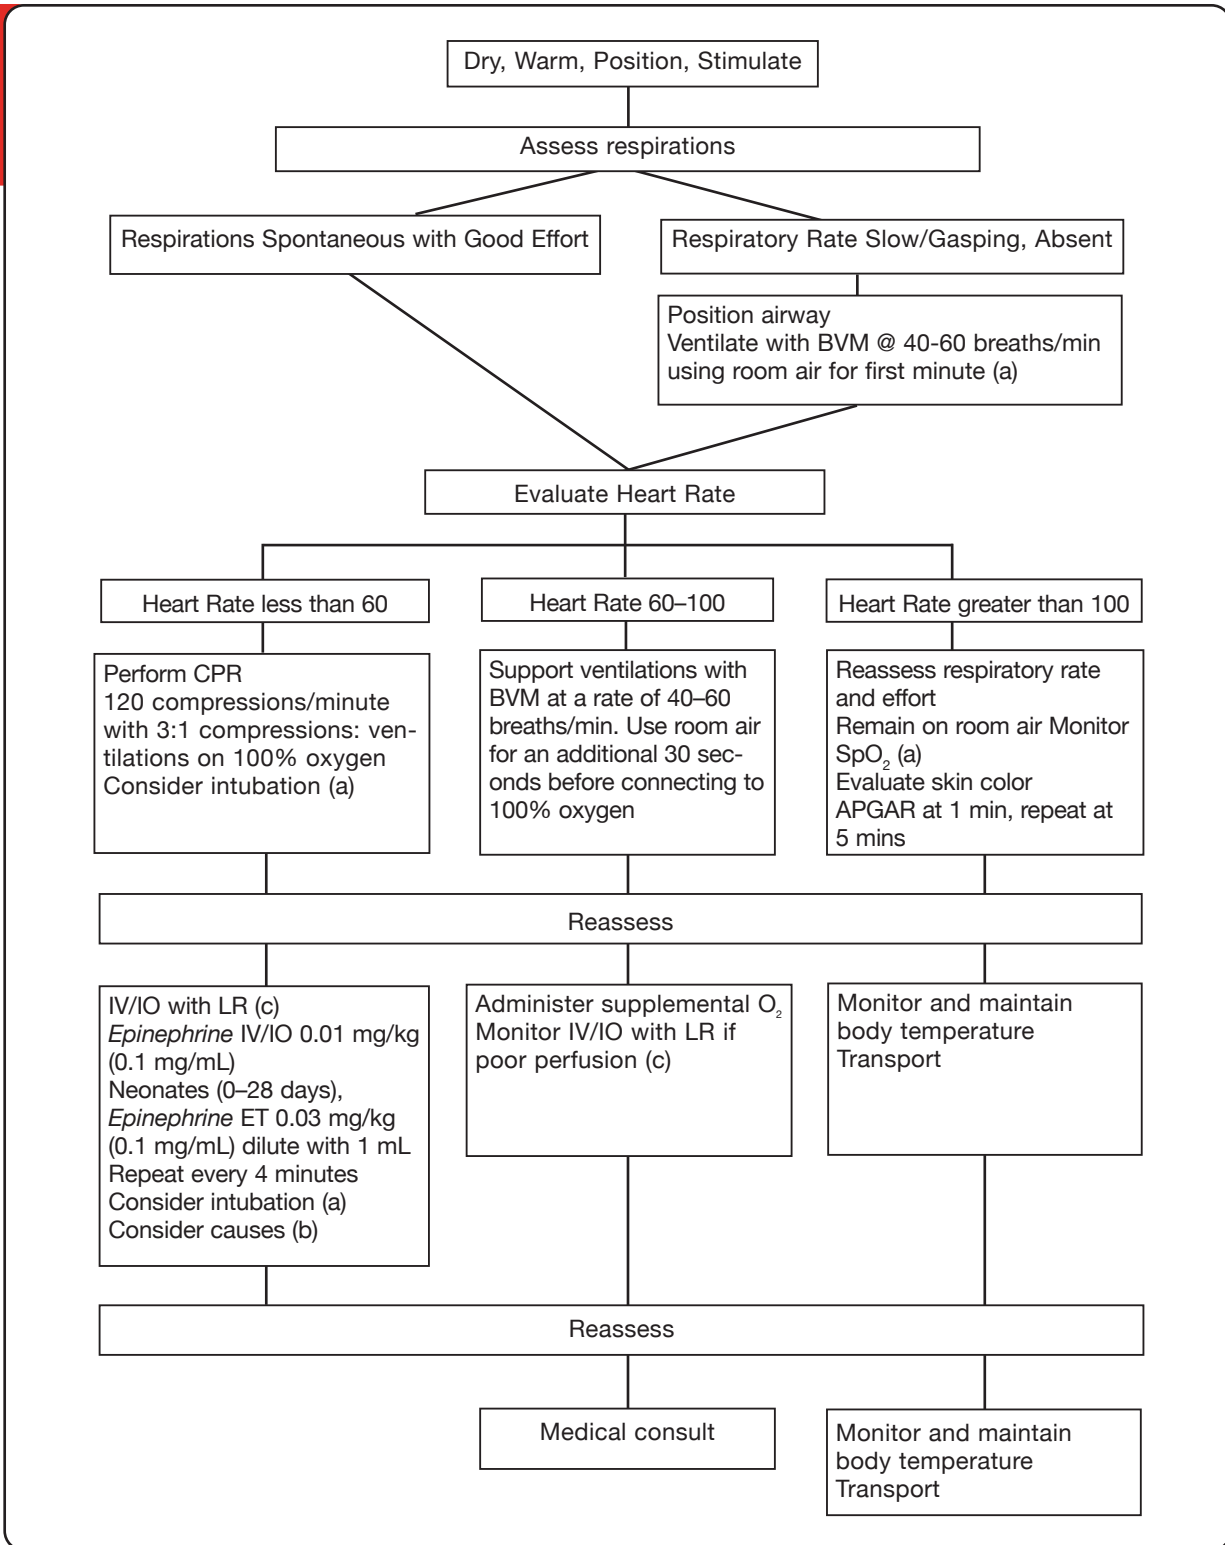 Dry, Warm, Position, Stimulate
Assess respirations
Respirations Spontaneous with Good Effort
Respiratory Rate Slow/Gasping, Absent
Position airway
Ventilate with BVM @ 40-60 breaths/min
using room air for first minute (a)
Evaluate Heart Rate
Heart Rate less than 60
Heart Rate 60–100
Heart Rate greater than 100
Perform CPR
120 compressions/minute
with 3:1 compressions: ven-
tilations on 100% oxygen
Consider intubation (a)
Support ventilations with
BVM at a rate of 40–60
breaths/min. Use room air
for an additional 30 sec-
onds before connecting to
100% oxygen
Reassess respiratory rate
and effort
Remain on room air Monitor
SpO₂ (a)
Evaluate skin color
APGAR at 1 min, repeat at
5 mins
Reassess
IV/IO with LR (c)
Epinephrine IV/IO 0.01 mg/kg
(0.1 mg/mL)
Neonates (0–28 days),
Epinephrine ET 0.03 mg/kg
(0.1 mg/mL) dilute with 1 mL
Repeat every 4 minutes
Consider intubation (a)
Consider causes (b)
Administer supplemental O₂
Monitor IV/IO with LR if
poor perfusion (c)
Monitor and maintain
body temperature
Transport
Reassess
Medical consult
Monitor and maintain
body temperature
Transport